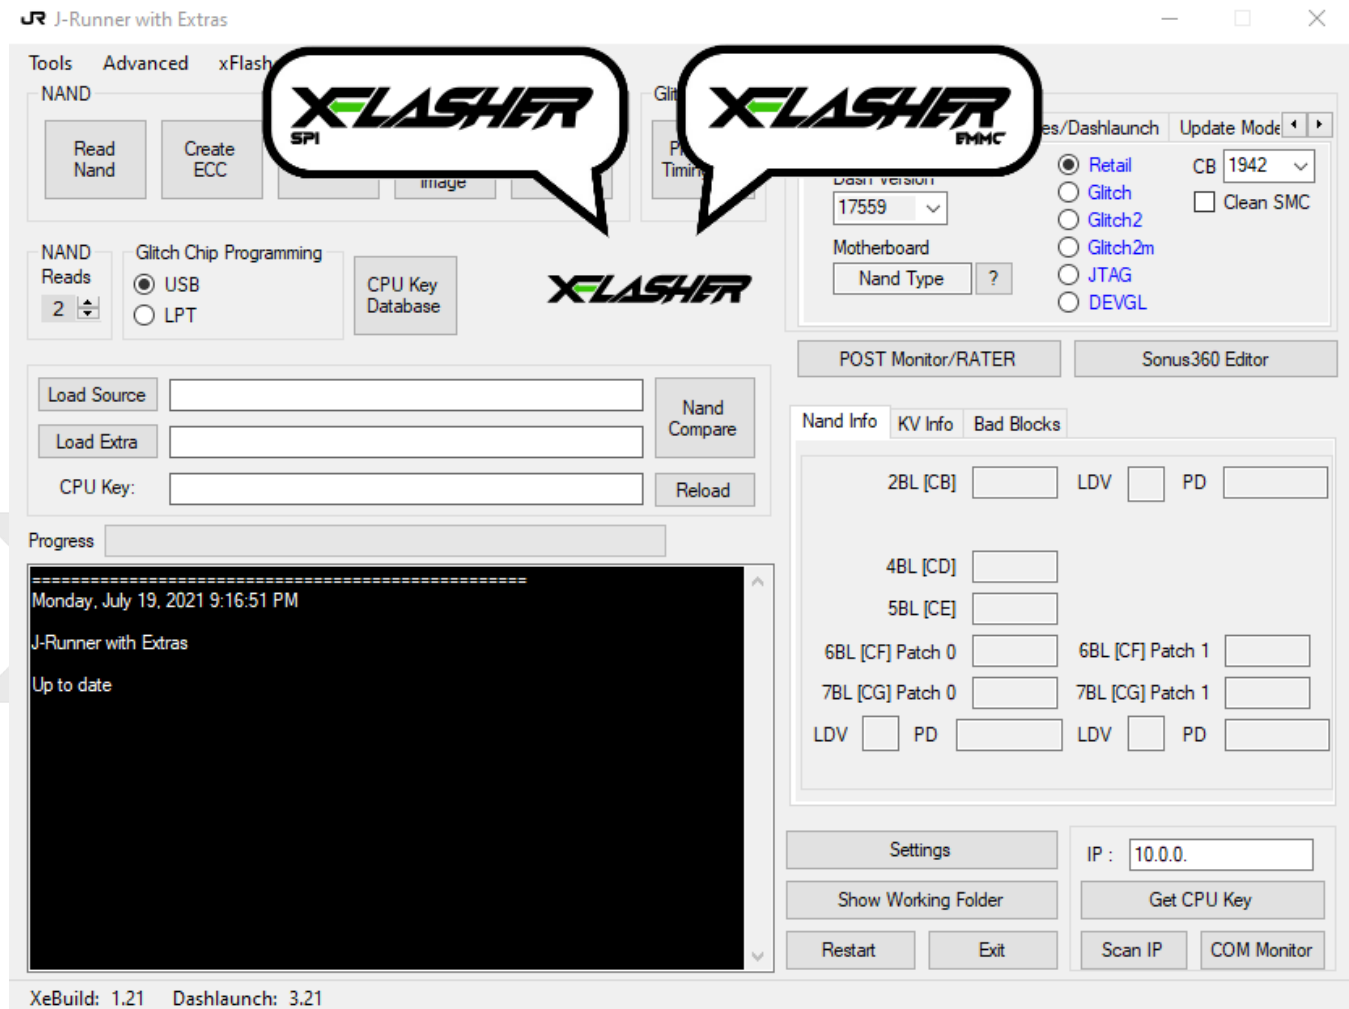 JR J-Runner with Extras
Tools Advanced
NAND
Read
Nand
Create
ECC
XFLASHER
SPI
XFLASHER
EMMC
NAND
Reads
2
Glitch Chip Programming
USB
LPT
CPU Key
Database
XFLASHER
es/Dashlaunch Update Mode
Dash Version
17559
Motherboard
Nand Type ?
Retail
Glitch
Glitch2
Glitch2m
JTAG
DEVGL
CB 1942
Clean SMC
POST Monitor/RATER Sonus360 Editor
Load Source
Load Extra
CPU Key:
Nand
Compare
Reload
Progress
==================================================
Monday, July 19, 2021 9:16:51 PM
J-Runner with Extras
Up to date
Nand Info KV Info Bad Blocks
2BL [CB] LDV PD
4BL [CD]
5BL [CE]
6BL [CF] Patch 0 6BL [CF] Patch 1
7BL [CG] Patch 0 7BL [CG] Patch 1
LDV PD LDV PD
Settings
Show Working Folder
Restart Exit
IP : 10.0.0.
Get CPU Key
Scan IP COM Monitor
XeBuild: 1.21 Dashlaunch: 3.21